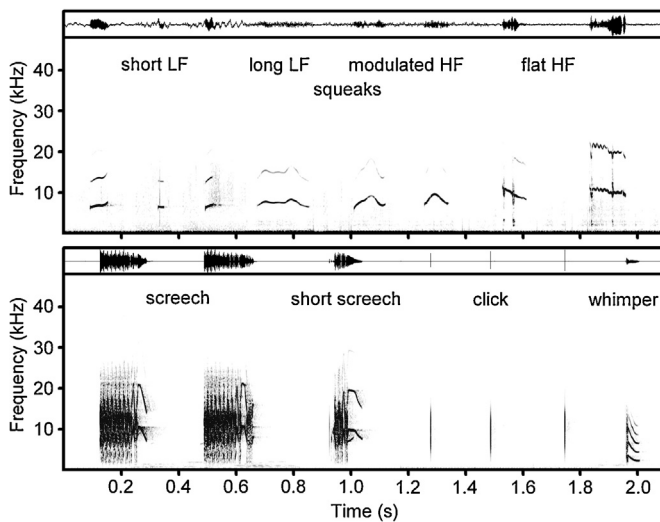 short LF long LF modulated HF flat HF
squeaks
Frequency (kHz)
40
30
20
10
screech short screech click whimper
Frequency (kHz)
40
30
20
10
0.2 0.4 0.6 0.8 1.0 1.2 1.4 1.6 1.8 2.0
Time (s)